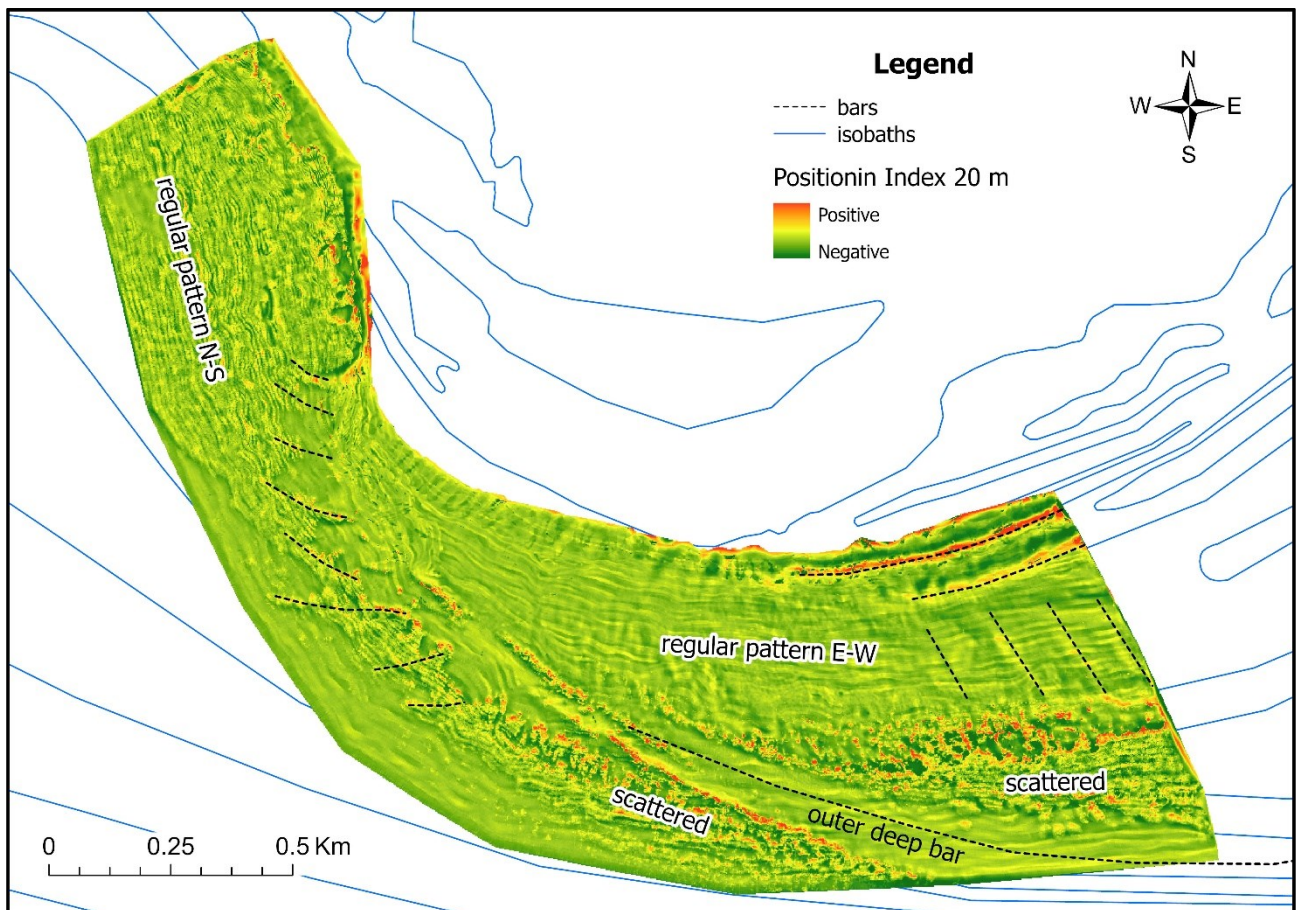 Legend
bars
isobaths
Positionin Index 20 m
Positive
Negative
N
W E
S
regular pattern N-S
regular pattern E-W
scattered
scattered
outer deep bar
0 0.25 0.5 Km